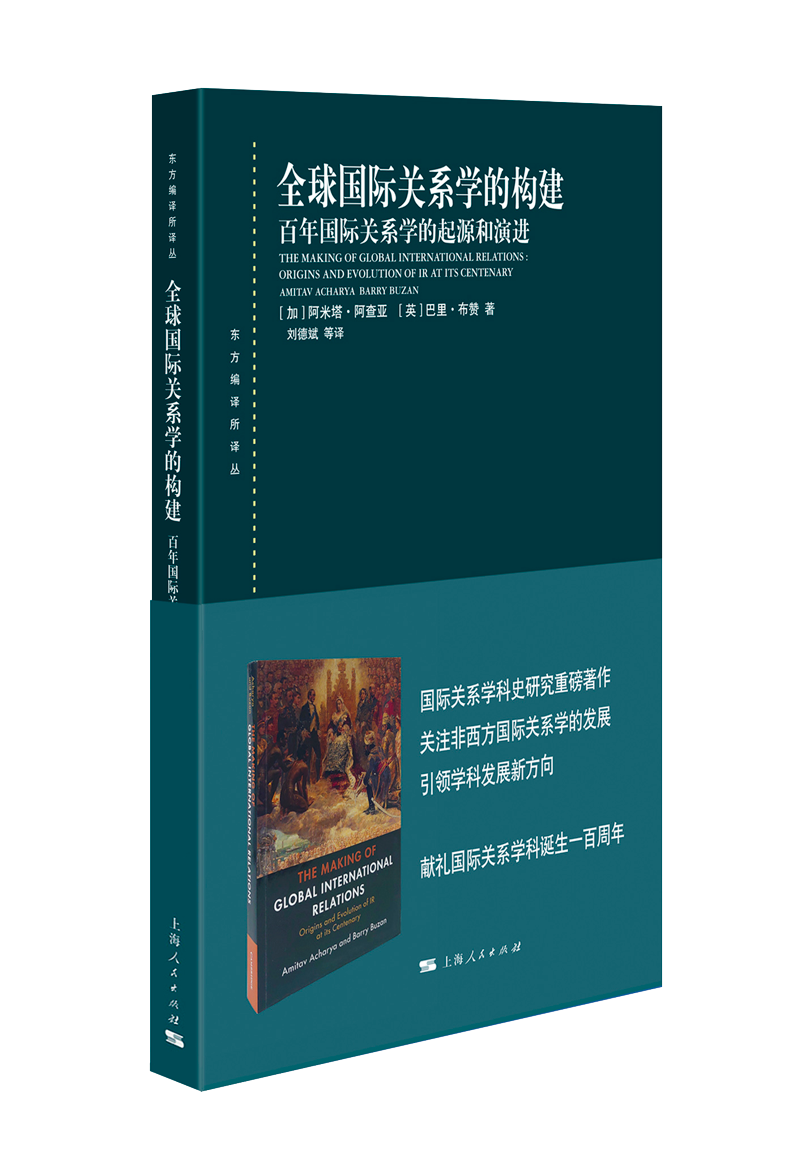 东方编译所译丛
全球国际关系学的构建
百年国际关
上海人民出版社
东方编译所译丛
全球国际关系学的构建
百年国际关系学的起源和演进
THE MAKING OF GLOBAL INTERNATIONAL RELATIONS :
ORIGINS AND EVOLUTION OF IR AT ITS CENTENARY
AMITAV ACHARYA BARRY BUZAN
[加]阿米塔·阿查亚 [英]巴里·布赞 著
刘德斌 等译
国际关系学科史研究重磅著作
关注非西方国际关系学的发展
引领学科发展新方向
献礼国际关系学科诞生一百周年
上海人民出版社
THE MAKING OF
GLOBAL INTERNATIONAL RELATIONS
THE MAKING OF
GLOBAL INTERNATIONAL
RELATIONS
Origins and Evolution of IR
at its Centenary
Amitav Acharya and Barry Buzan